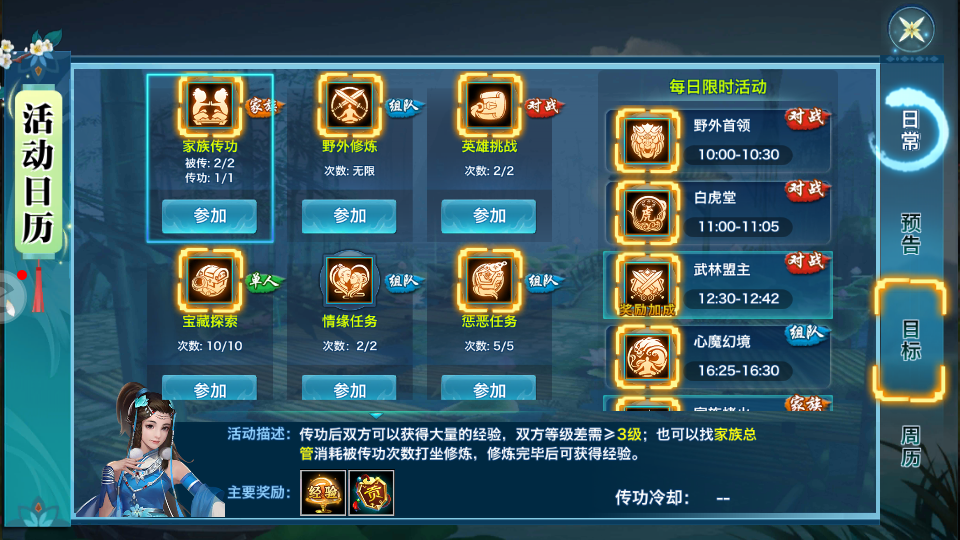 活动日历
家族
家族传功
被传: 2/2
传功: 1/1
参加
组队
野外修炼
次数: 无限
参加
对战
英雄挑战
次数: 2/2
参加
单人
宝藏探索
次数: 10/10
参加
组队
情缘任务
次数: 2/2
参加
组队
惩恶任务
次数: 5/5
参加
每日限时活动
野外首领
对战
10:00-10:30
虎
白虎堂
对战
11:00-11:05
武林盟主
对战
奖励加成
12:30-12:42
心魔幻境
组队
16:25-16:30
家族烤火
家族
日常
预告
目标
周历
活动描述: 传功后双方可以获得大量的经验，双方等级差需≥3级；也可以找家族总
管消耗被传功次数打坐修炼，修炼完毕后可获得经验。
主要奖励:
经验
贡
传功冷却: --